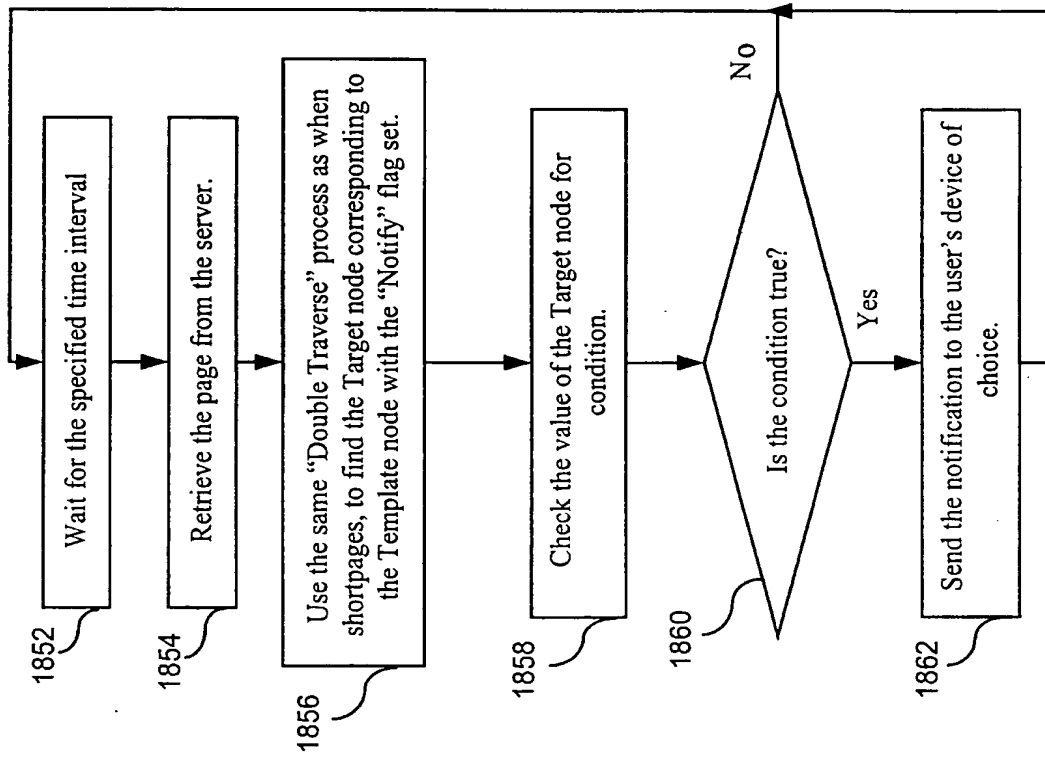 1852
Wait for the specified time interval
1854
Retrieve the page from the server.
1856
Use the same “Double Traverse” process as when
shortpages, to find the Target node corresponding to
the Template node with the “Notify” flag set.
1858
Check the value of the Target node for
condition.
1860
Is the condition true?
No
Yes
1862
Send the notification to the user’s device of
choice.